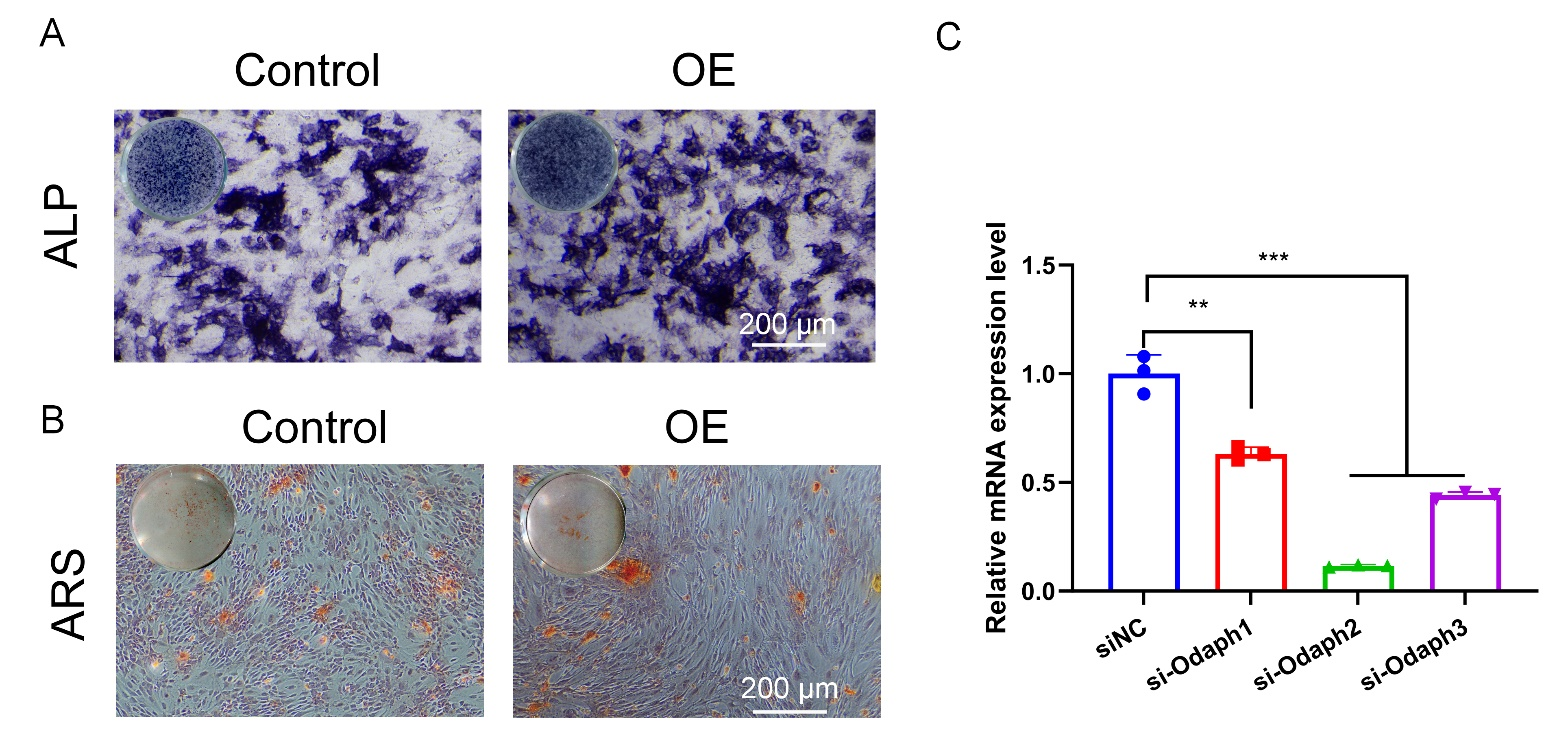 A
Control
OE
ALP
200 µm
B
Control
OE
ARS
200 µm
C
Relative mRNA expression level
1.5
1.0
0.5
0.0
***
**
siNC
si-Odaph1
si-Odaph2
si-Odaph3